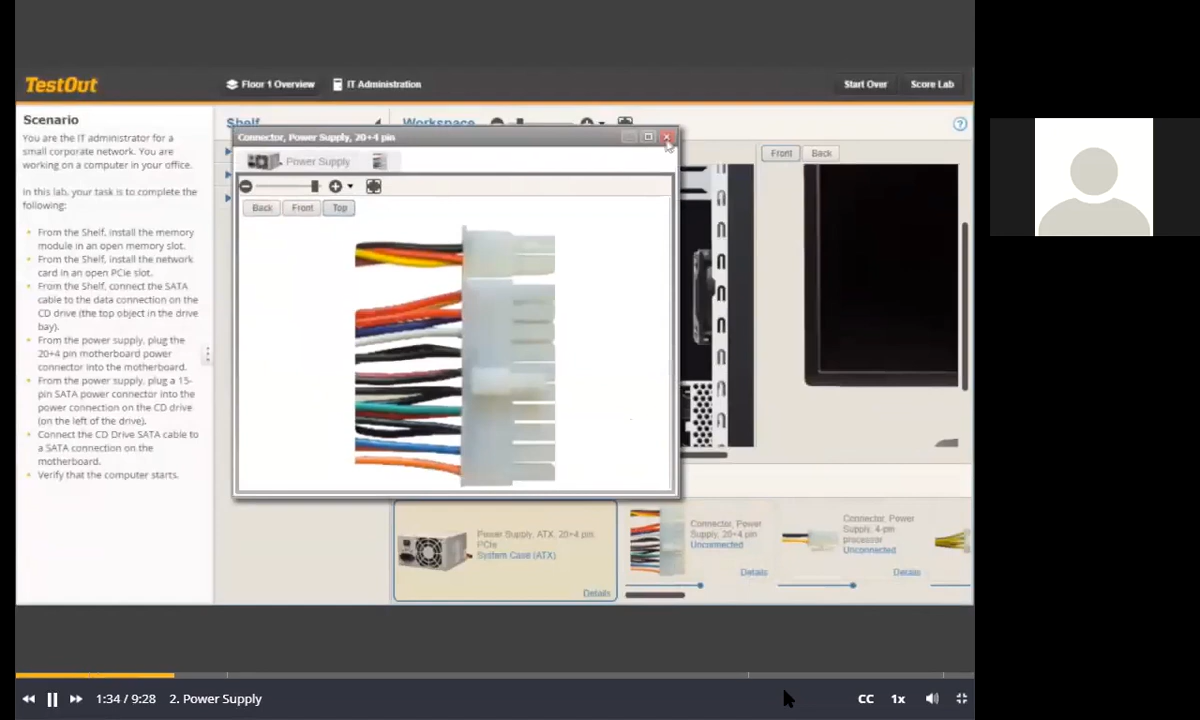 TestOut
Floor 1 Overview
IT Administration
Start Over
Score Lab
Scenario
You are the IT administrator for a
small corporate network. You are
working on a computer in your office.
In this lab, your task is to complete the
following:
From the Shelf, install the memory
module in an open memory slot.
From the Shelf, install the network
card in an open PCIe slot.
From the Shelf, connect the SATA
cable to the data connection on the
CD drive (the top object in the drive
bay).
From the power supply, plug the
20+4 pin motherboard power
connector into the motherboard.
From the power supply, plug a 15-
pin SATA power connector into the
power connection on the CD drive
(on the left of the drive).
Connect the CD Drive SATA cable to
a SATA connection on the
motherboard.
Verify that the computer starts.
Shelf
Workspace
Connector, Power Supply, 20+4 pin
Power Supply
Back Front Top
Front Back
Power Supply, ATX, 20+4 pin,
PCIe
System Case (ATX)
Details
Connector, Power
Supply, 20+4 pin
Unconnected
Details
Connector, Power
Supply, 4-pin
processor
Unconnected
Details
1:34 / 9:28 2. Power Supply
CC 1x